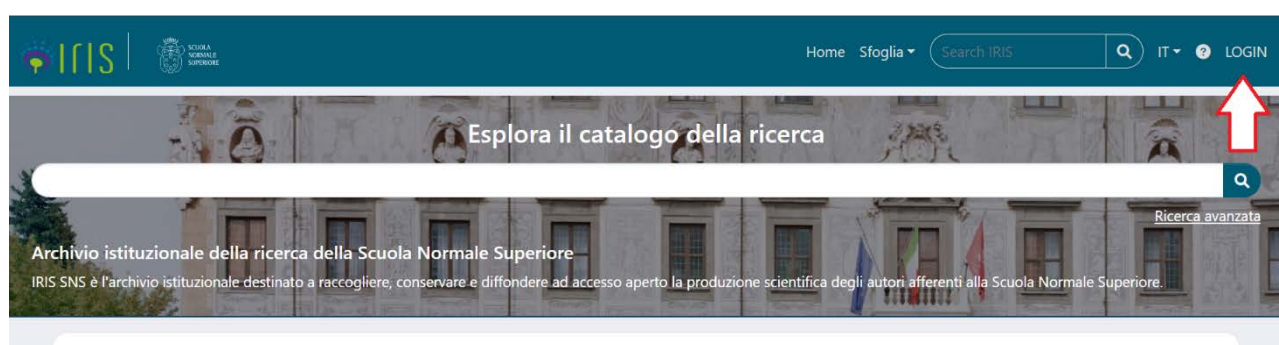 IRIS
SCUOLA
NORMALE
SUPERIORE
Home Sfoglia Search IRIS IT ? LOGIN
Esplora il catalogo della ricerca
Ricerca avanzata
Archivio istituzionale della ricerca della Scuola Normale Superiore
IRIS SNS è l'archivio istituzionale destinato a raccogliere, conservare e diffondere ad accesso aperto la produzione scientifica degli autori afferenti alla Scuola Normale Superiore.